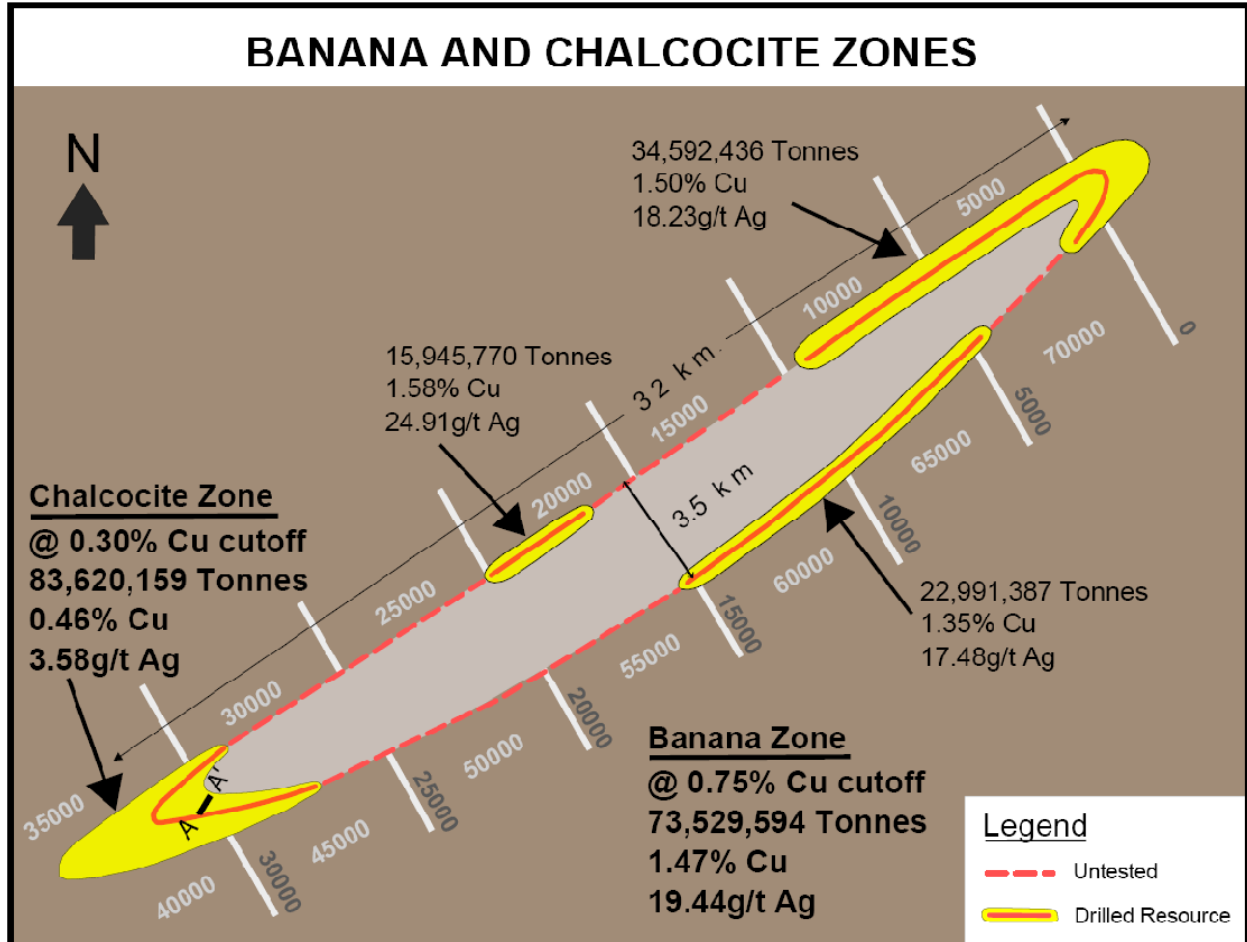 BANANA AND CHALCOCITE ZONES
N
34,592,436 Tonnes
1.50% Cu
18.23g/t Ag
5000
10000
0
70000
15,945,770 Tonnes
1.58% Cu
24.91g/t Ag
32 km
15000
5000
65000
3.5 km
20000
10000
60000
Chalcocite Zone
@ 0.30% Cu cutoff
83,620,159 Tonnes
0.46% Cu
3.58g/t Ag
25000
15000
55000
22,991,387 Tonnes
1.35% Cu
17.48g/t Ag
30000
20000
50000
35000
A'
A
25000
45000
30000
40000
Banana Zone
@ 0.75% Cu cutoff
73,529,594 Tonnes
1.47% Cu
19.44g/t Ag
Legend
Untested
Drilled Resource